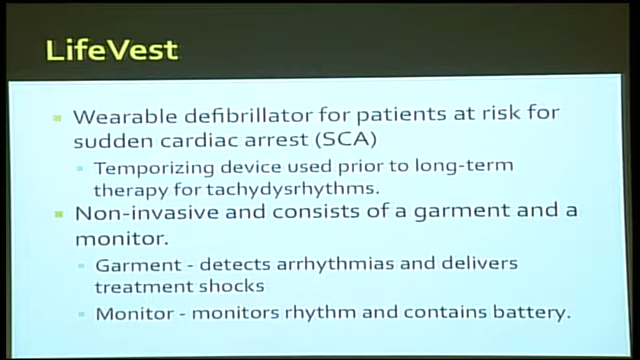 LifeVest
Wearable defibrillator for patients at risk for
sudden cardiac arrest (SCA)
Temporizing device used prior to long-term
therapy for tachydysrhythms.
Non-invasive and consists of a garment and a
monitor.
Garment - detects arrhythmias and delivers
treatment shocks
Monitor - monitors rhythm and contains battery.